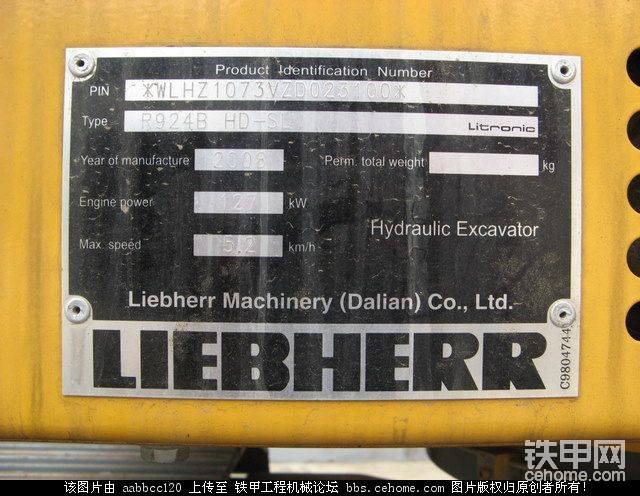 Product Identification Number
PIN *WLHZ1073VZD023100*
Type R924B HD-SL Litronic
Year of manufacture 2008 Perm. total weight kg
Engine power 127 kW
Max. speed 5.2 km/h
Hydraulic Excavator
Liebherr Machinery (Dalian) Co., Ltd.
LIEBHERR
C9804744
铁甲网
cehome.com
该图片由 aabbcc120 上传至 铁甲工程机械论坛 bbs.cehome.com 图片版权归原创者所有!